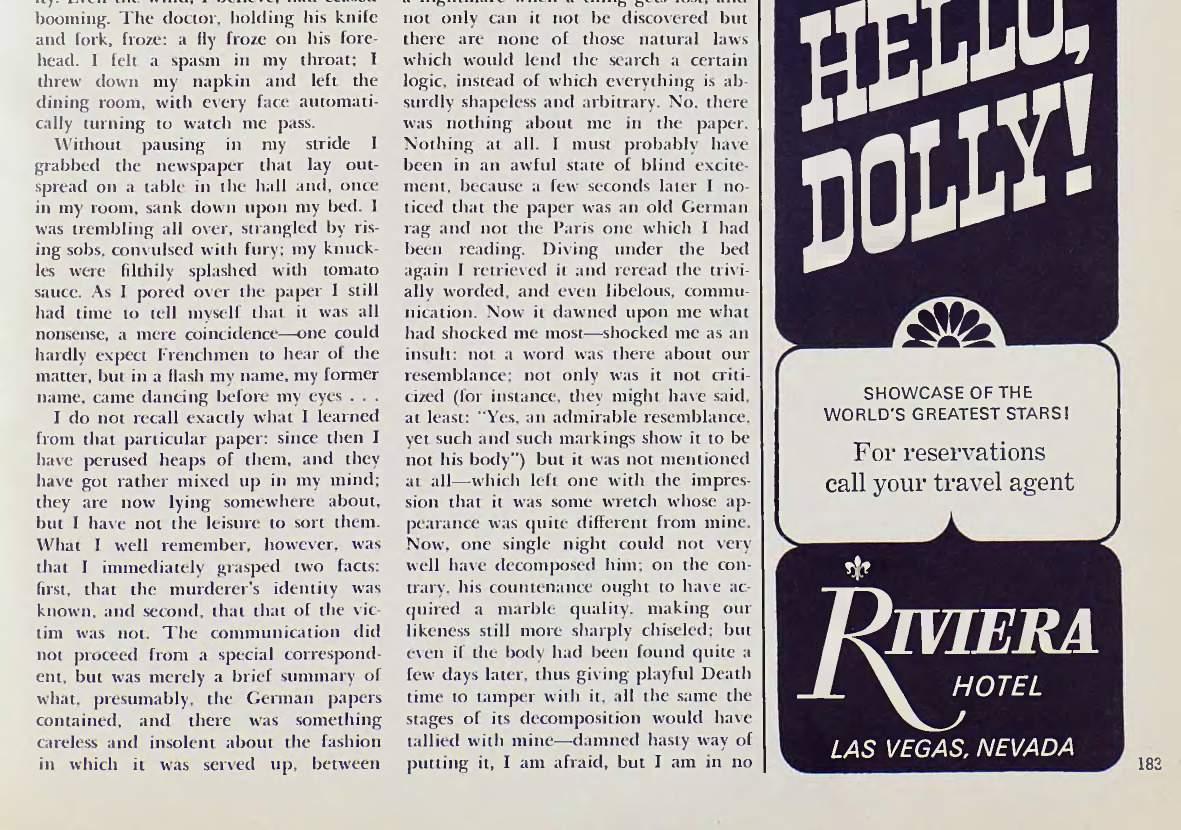 booming. The doctor, holding his knife
and fork, froze: a fly froze on his fore-
head. I felt a spasm in my throat; I
threw down my napkin and left the
dining room, with every face automati-
cally turning to watch me pass.
Without pausing in my stride I
grabbed the newspaper that lay out-
spread on a table in the hall and, once
in my room, sank down upon my bed. I
was trembling all over, strangled by ris-
ing sobs, convulsed with fury; my knuck-
les were filthily splashed with tomato
sauce. As I pored over the paper I still
had time to tell myself that it was all
nonsense, a mere coincidence—one could
hardly expect Frenchmen to hear of the
matter, but in a flash my name, my former
name, came dancing before my eyes . . .
I do not recall exactly what I learned
from that particular paper: since then I
have perused heaps of them, and they
have got rather mixed up in my mind;
they are now lying somewhere about,
but I have not the leisure to sort them.
What I well remember, however, was
that I immediately grasped two facts:
first, that the murderer's identity was
known, and second, that that of the vic-
tim was not. The communication did
not proceed from a special correspond-
ent, but was merely a brief summary of
what, presumably, the German papers
contained, and there was something
careless and insolent about the fashion
in which it was served up, between
not only can it not be discovered but
there are none of those natural laws
which would lend the search a certain
logic, instead of which everything is ab-
surdly shapeless and arbitrary. No, there
was nothing about me in the paper.
Nothing at all. I must probably have
been in an awful state of blind excite-
ment, because a few seconds later I no-
ticed that the paper was an old German
rag and not the Paris one which I had
been reading. Diving under the bed
again I retrieved it and reread the trivi-
ally worded, and even libelous, commu-
nication. Now it dawned upon me what
had shocked me most—shocked me as an
insult: not a word was there about our
resemblance; not only was it not criti-
cized (for instance, they might have said,
at least: "Yes, an admirable resemblance,
yet such and such markings show it to be
not his body") but it was not mentioned
at all—which left one with the impres-
sion that it was some wretch whose ap-
pearance was quite different from mine.
Now, one single night could not very
well have decomposed him; on the con-
trary, his countenance ought to have ac-
quired a marble quality, making our
likeness still more sharply chiseled; but
even if the body had been found quite a
few days later, thus giving playful Death
time to tamper with it, all the same the
stages of its decomposition would have
tallied with mine—damned hasty way of
putting it, I am afraid, but I am in no
HELLO,
DOLLY!
SHOWCASE OF THE
WORLD'S GREATEST STARS!
For reservations
call your travel agent
RIVIERA
HOTEL
LAS VEGAS, NEVADA
183